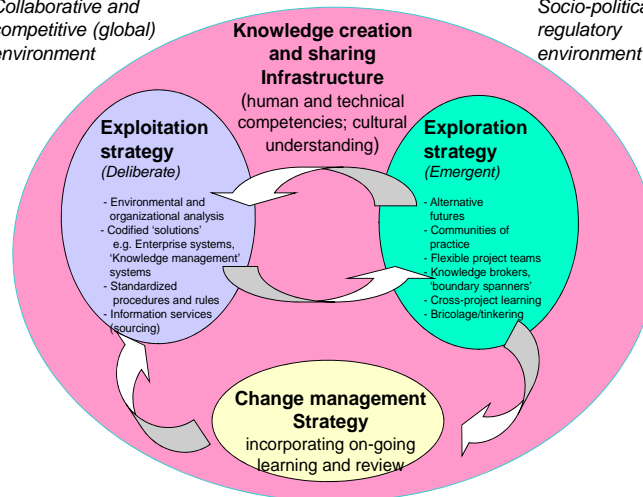 Collaborative and
competitive (global)
environment
Socio-politica
regulatory
environment
Knowledge creation
and sharing
Infrastructure
(human and technical
competencies; cultural
understanding)
Exploitation
strategy
(Deliberate)
- Environmental and
organizational analysis
- Codified ‘solutions’
e.g. Enterprise systems,
‘Knowledge management’
systems
- Standardized
procedures and rules
- Information services
(sourcing)
Exploration
strategy
(Emergent)
- Alternative
futures
- Communities of
practice
- Flexible project teams
- Knowledge brokers,
‘boundary spanners’
- Cross-project learning
- Bricolage/tinkering
Change management
Strategy
incorporating on-going
learning and review